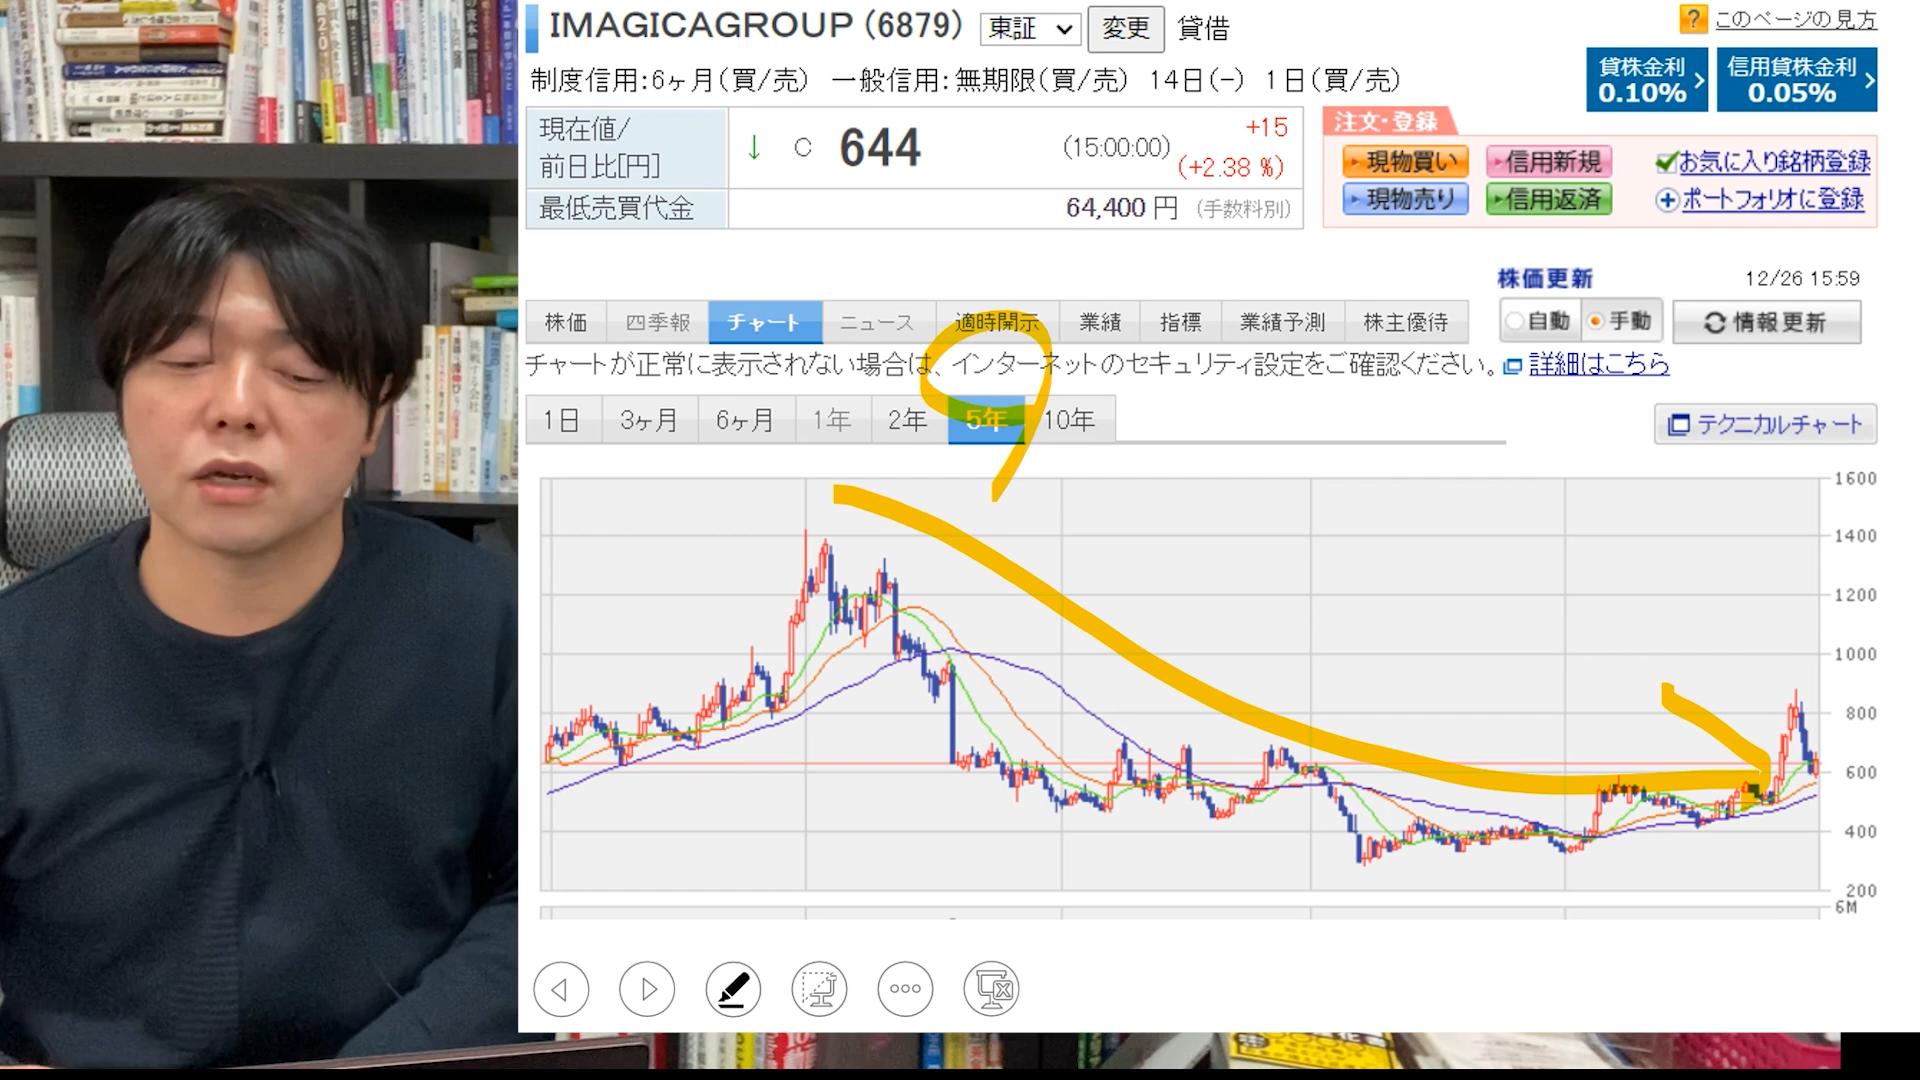 IMAGICAGROUP (6879) 東証 変更 貸借
? このページの見方
制度信用:6ヶ月(買/売) 一般信用:無期限(買/売) 14日(-) 1日(買/売)
貸株金利 0.10%
信用貸株金利 0.05%
現在値/前日比[円] ↓ C 644 (15:00:00) +15 (+2.38 %)
最低売買代金 64,400 円 (手数料別)
注文・登録
現物買い 信用新規 お気に入り銘柄登録
現物売り 信用返済 ポートフォリオに登録
株価更新 12/26 15:59
自動 手動 情報更新
株価 四季報 チャート ニュース 適時開示 業績 指標 業績予測 株主優待
チャートが正常に表示されない場合は、インターネットのセキュリティ設定をご確認ください。 詳細はこちら
1日 3ヶ月 6ヶ月 1年 2年 5年 10年
テクニカルチャート
9
1600
1400
1200
1000
800
600
400
200
6M